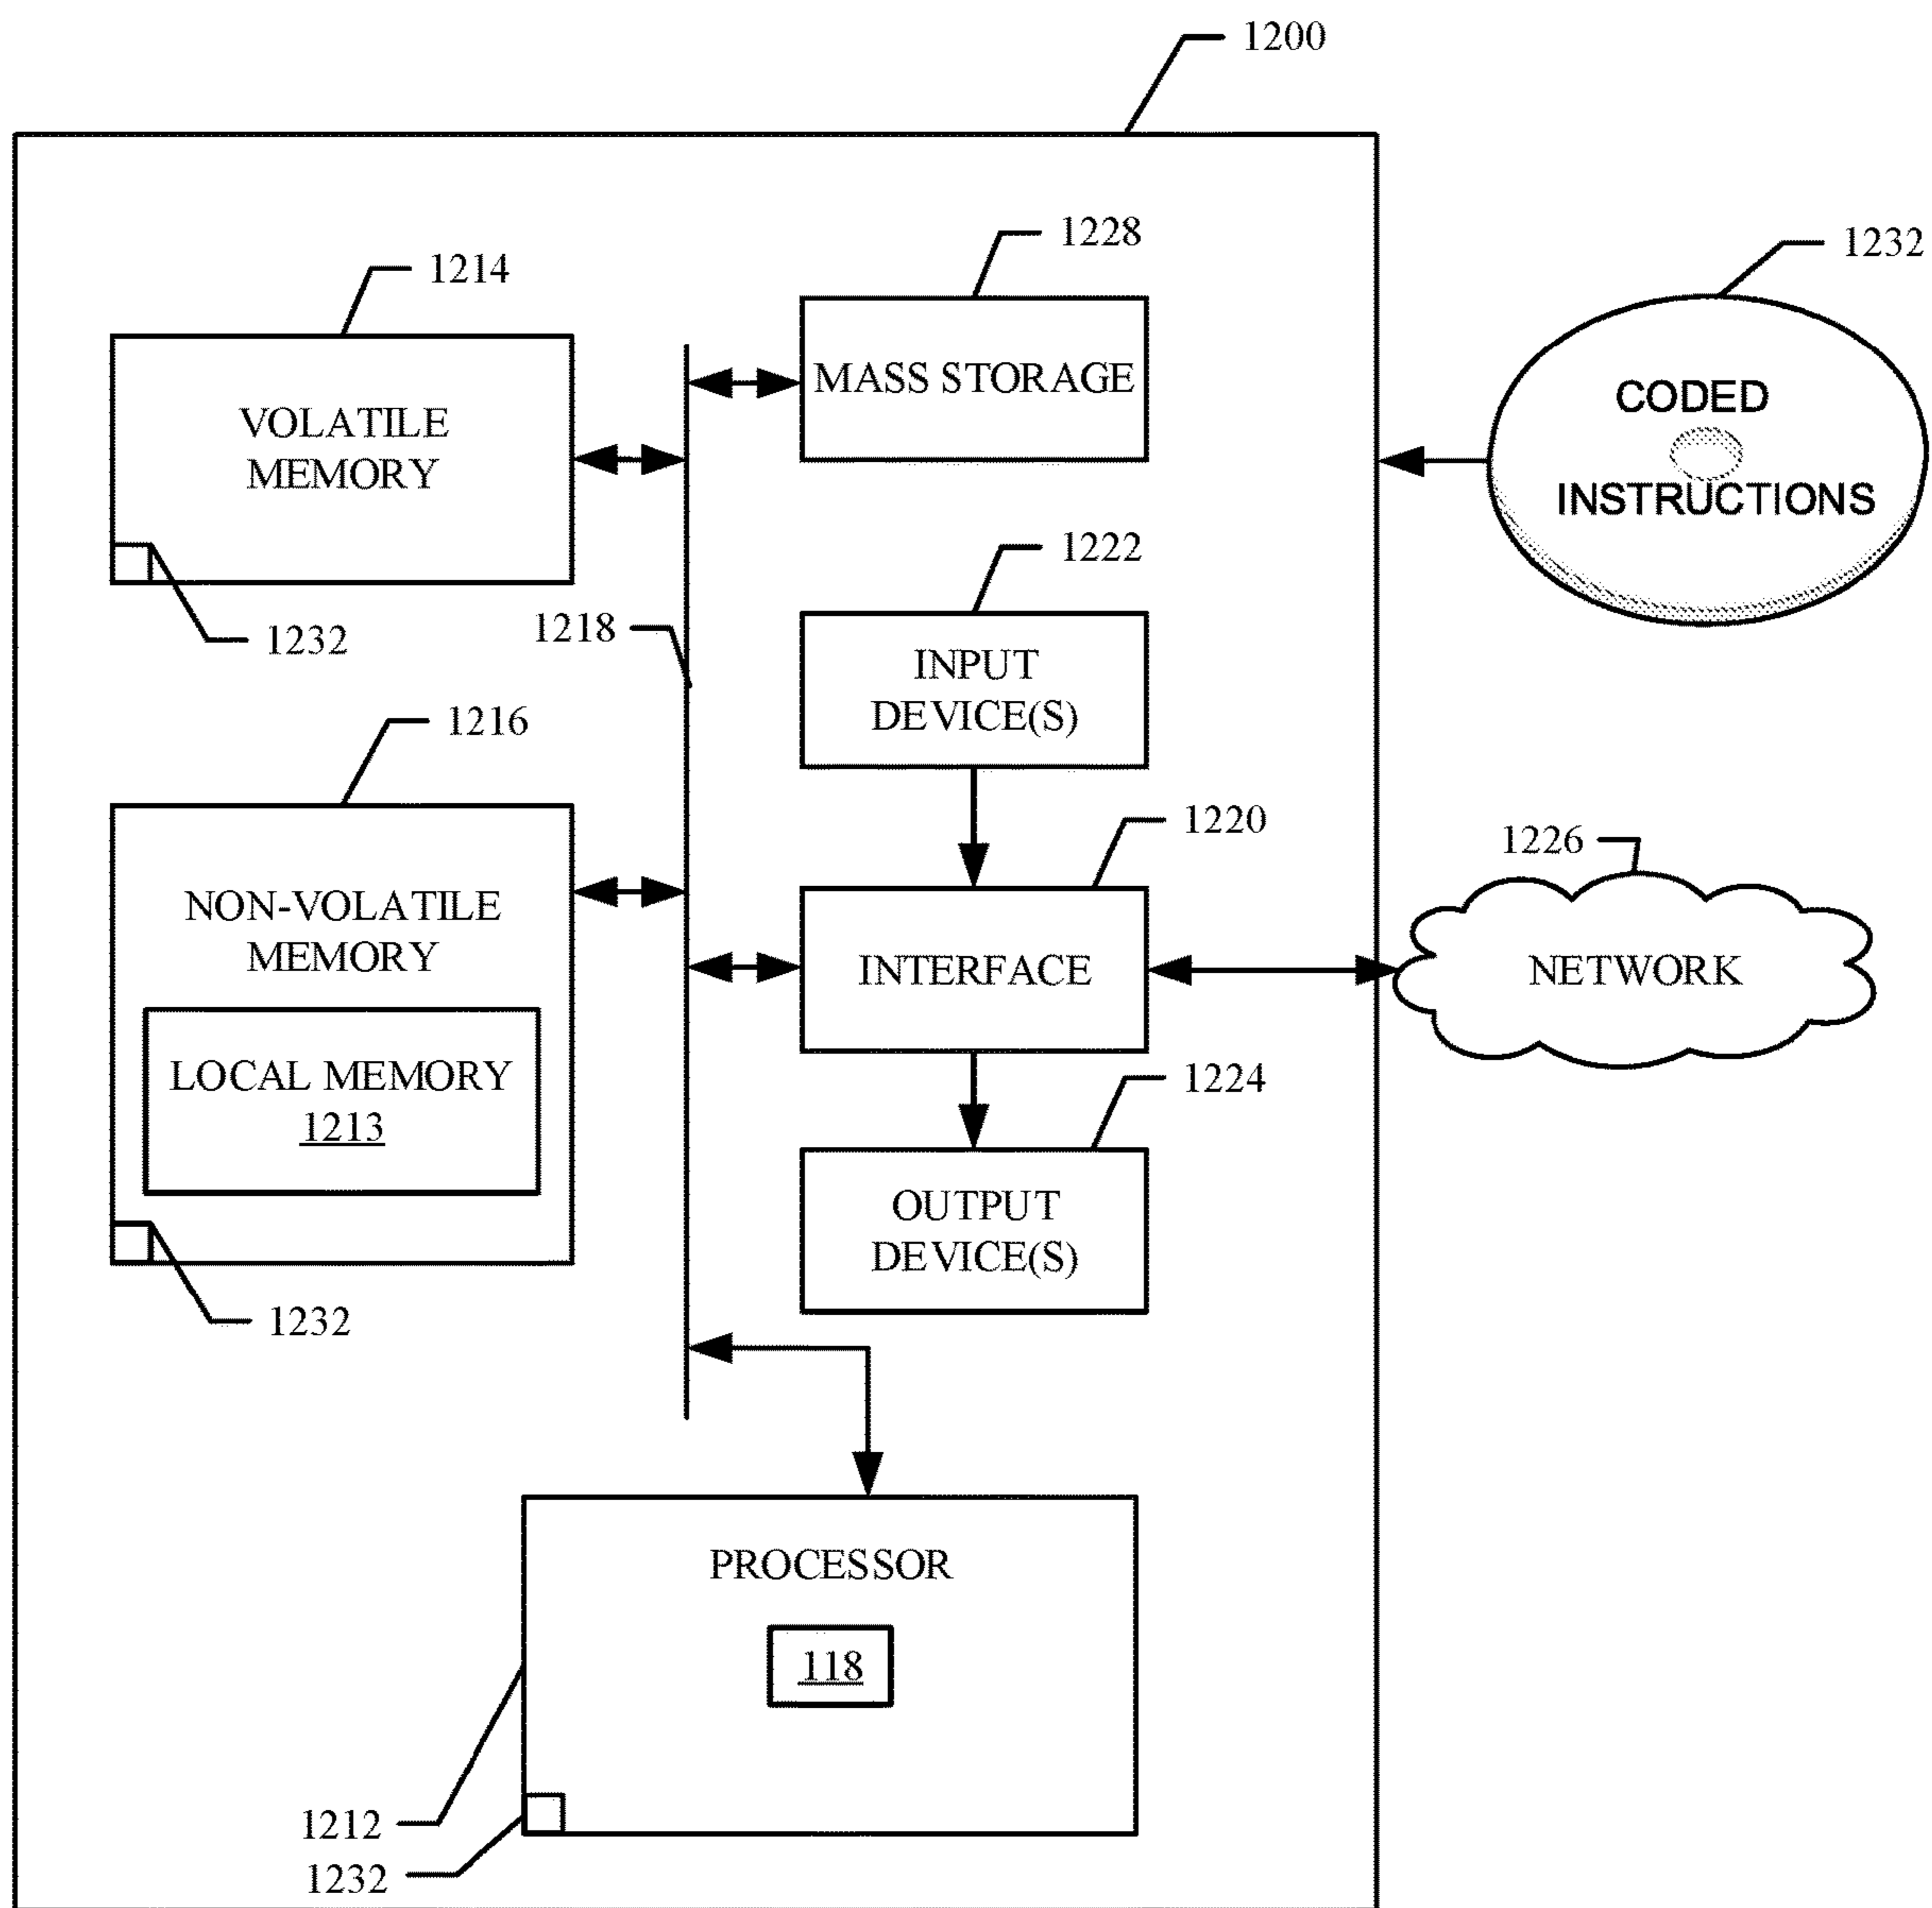 1200
1228
1232
1214
MASS STORAGE
CODED
VOLATILE
MEMORY
INSTRUCTIONS
1222
1232
1218
INPUT
DEVICE(S)
1216
1220
1226
NON-VOLATILE
MEMORY
INTERFACE
NETWORK
LOCAL MEMORY
1213
1224
OUTPUT
DEVICE(S)
1232
PROCESSOR
118
1212
1232